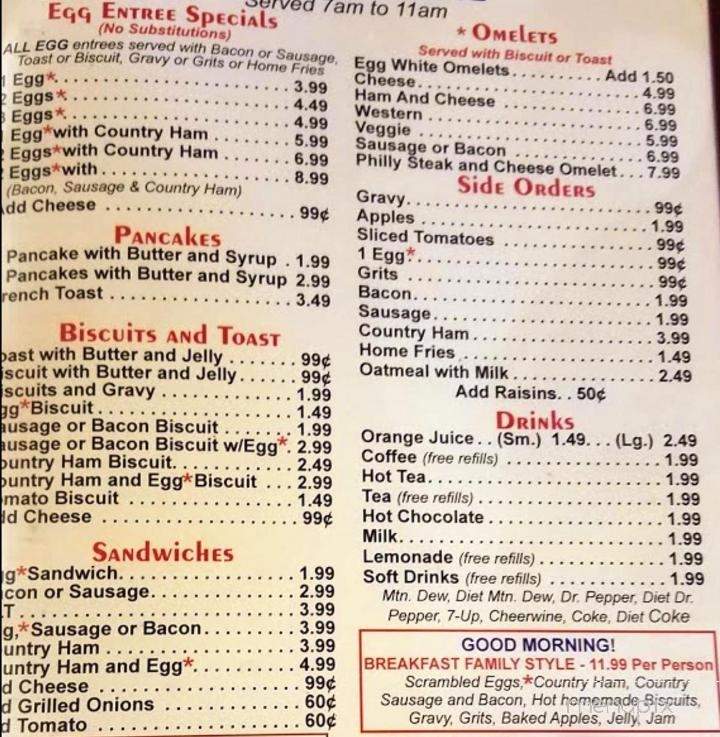 Served 7am to 11am
Egg Entree Specials
(No Substitutions)
ALL EGG entrees served with Bacon or Sausage,
Toast or Biscuit, Gravy or Grits or Home Fries
1 Egg* 3.99
2 Eggs* 4.49
3 Eggs* 4.99
Egg*with Country Ham 5.99
Eggs*with Country Ham 6.99
Eggs*with 8.99
(Bacon, Sausage & Country Ham)
Add Cheese 99¢
Pancakes
Pancake with Butter and Syrup . 1.99
Pancakes with Butter and Syrup 2.99
rench Toast 3.49
Biscuits and Toast
oast with Butter and Jelly 99¢
iscuit with Butter and Jelly 99¢
iscuits and Gravy 1.99
gg*Biscuit 1.49
ausage or Bacon Biscuit 1.99
ausage or Bacon Biscuit w/Egg*. 2.99
ountry Ham Biscuit 2.49
ountry Ham and Egg*Biscuit 2.99
omato Biscuit 1.49
dd Cheese 99¢
Sandwiches
gg*Sandwich 1.99
acon or Sausage 2.99
T 3.99
g,*Sausage or Bacon 3.99
untry Ham 3.99
untry Ham and Egg* 4.99
d Cheese 99¢
d Grilled Onions 60¢
d Tomato 60¢
* Omelets
Served with Biscuit or Toast
Egg White Omelets Add 1.50
Cheese 4.99
Ham And Cheese 6.99
Western 6.99
Veggie 5.99
Sausage or Bacon 6.99
Philly Steak and Cheese Omelet . . . 7.99
Side Orders
Gravy 99¢
Apples 1.99
Sliced Tomatoes 99¢
1 Egg* 99¢
Grits 99¢
Bacon 1.99
Sausage 1.99
Country Ham 3.99
Home Fries 1.49
Oatmeal with Milk 2.49
Add Raisins. . 50¢
Drinks
Orange Juice . . (Sm.) 1.49. . . (Lg.) 2.49
Coffee (free refills) 1.99
Hot Tea 1.99
Tea (free refills) 1.99
Hot Chocolate 1.99
Milk 1.99
Lemonade (free refills) 1.99
Soft Drinks (free refills) 1.99
Mtn. Dew, Diet Mtn. Dew, Dr. Pepper, Diet Dr.
Pepper, 7-Up, Cheerwine, Coke, Diet Coke
GOOD MORNING!
BREAKFAST FAMILY STYLE - 11.99 Per Person
Scrambled Eggs,*Country Ham, Country
Sausage and Bacon, Hot homemade Biscuits,
Gravy, Grits, Baked Apples, Jelly, Jam
menupix